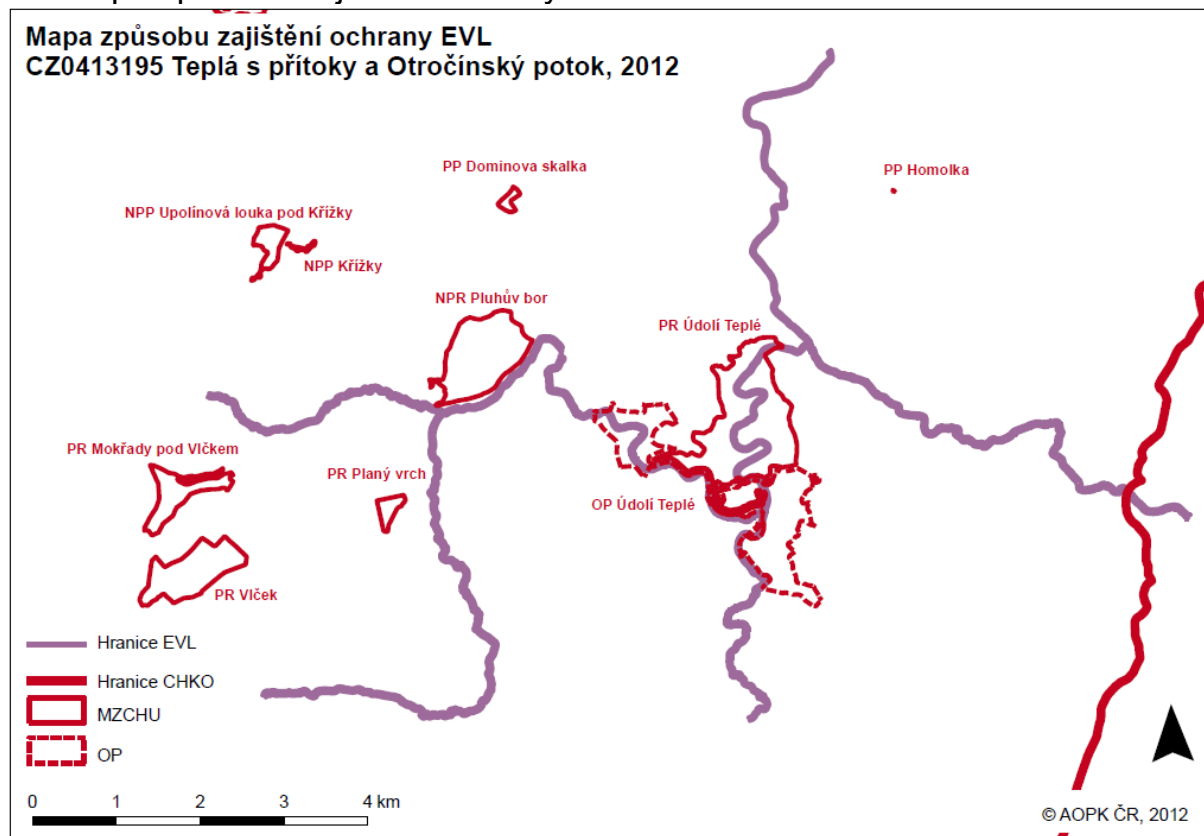 Mapa způsobu zajištění ochrany EVL
CZ0413195 Teplá s přítoky a Otročínský potok, 2012
PP Dominova skalka
PP Homolka
NPP Upolínová louka pod Křížky
NPP Křížky
NPR Pluhův bor
PR Údolí Teplé
PR Mokřady pod Vlčkem
PR Planý vrch
OP Údolí Teplé
PR Vlček
Hranice EVL
Hranice CHKO
MZCHU
OP
0 1 2 3 4 km
© AOPK ČR, 2012